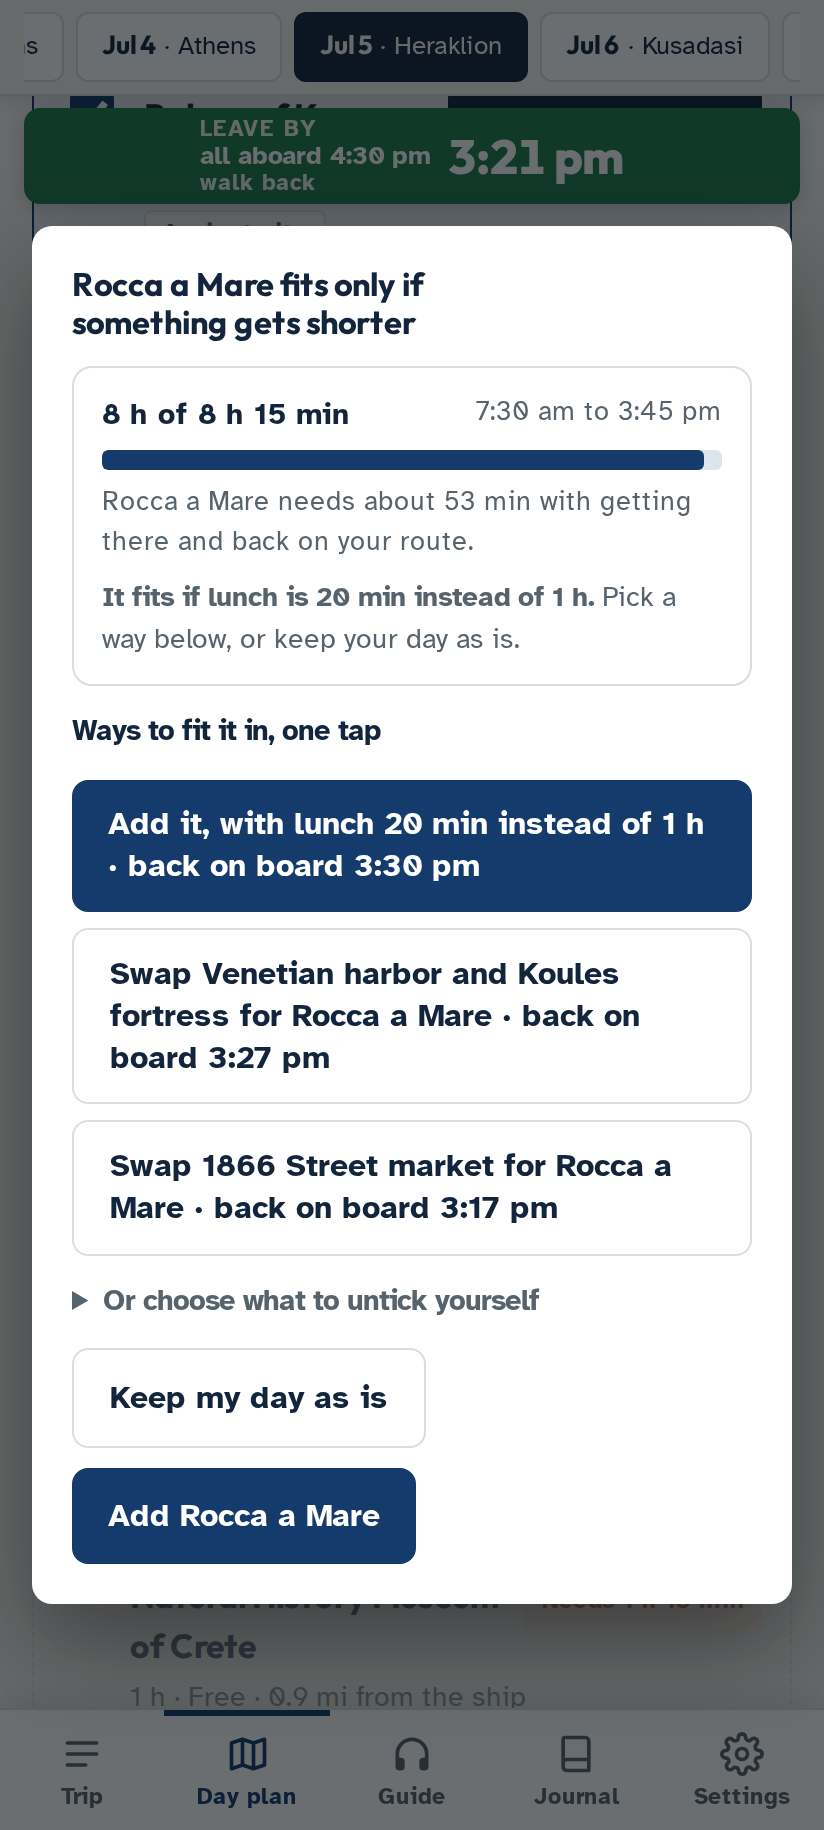 s
Jul 4 · Athens
Jul 5 · Heraklion
Jul 6 · Kusadasi
LEAVE BY
all aboard 4:30 pm
walk back
3:21 pm
Rocca a Mare fits only if
something gets shorter
8 h of 8 h 15 min
7:30 am to 3:45 pm
Rocca a Mare needs about 53 min with getting
there and back on your route.
It fits if lunch is 20 min instead of 1 h. Pick a
way below, or keep your day as is.
Ways to fit it in, one tap
Add it, with lunch 20 min instead of 1 h
· back on board 3:30 pm
Swap Venetian harbor and Koules
fortress for Rocca a Mare · back on
board 3:27 pm
Swap 1866 Street market for Rocca a
Mare · back on board 3:17 pm
▶ Or choose what to untick yourself
Keep my day as is
Add Rocca a Mare
Natural History Museum
of Crete
1 h · Free · 0.9 mi from the ship
Trip
Day plan
Guide
Journal
Settings